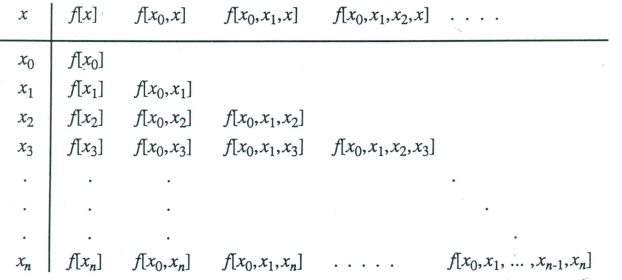 x f[x] f[x₀,x] f[x₀,x₁,x] f[x₀,x₁,x₂,x] . . . .
x₀ f[x₀]
x₁ f[x₁] f[x₀,x₁]
x₂ f[x₂] f[x₀,x₂] f[x₀,x₁,x₂]
x₃ f[x₃] f[x₀,x₃] f[x₀,x₁,x₃] f[x₀,x₁,x₂,x₃]
. . . .
. . . .
. . . .
xₙ f[xₙ] f[x₀,xₙ] f[x₀,x₁,xₙ] . . . . . f[x₀,x₁, ... ,xₙ₋₁,xₙ]